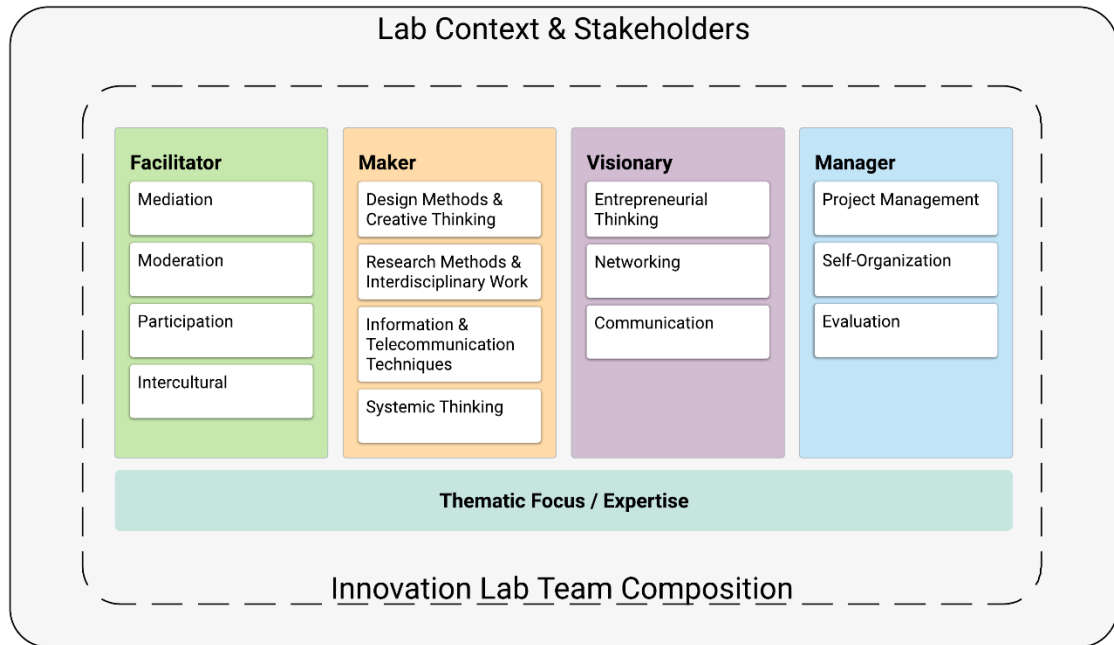 Lab Context & Stakeholders
Facilitator
Mediation
Moderation
Participation
Intercultural
Maker
Design Methods &
Creative Thinking
Research Methods &
Interdisciplinary Work
Information &
Telecommunication
Techniques
Systemic Thinking
Visionary
Entrepreneurial
Thinking
Networking
Communication
Manager
Project Management
Self-Organization
Evaluation
Thematic Focus / Expertise
Innovation Lab Team Composition